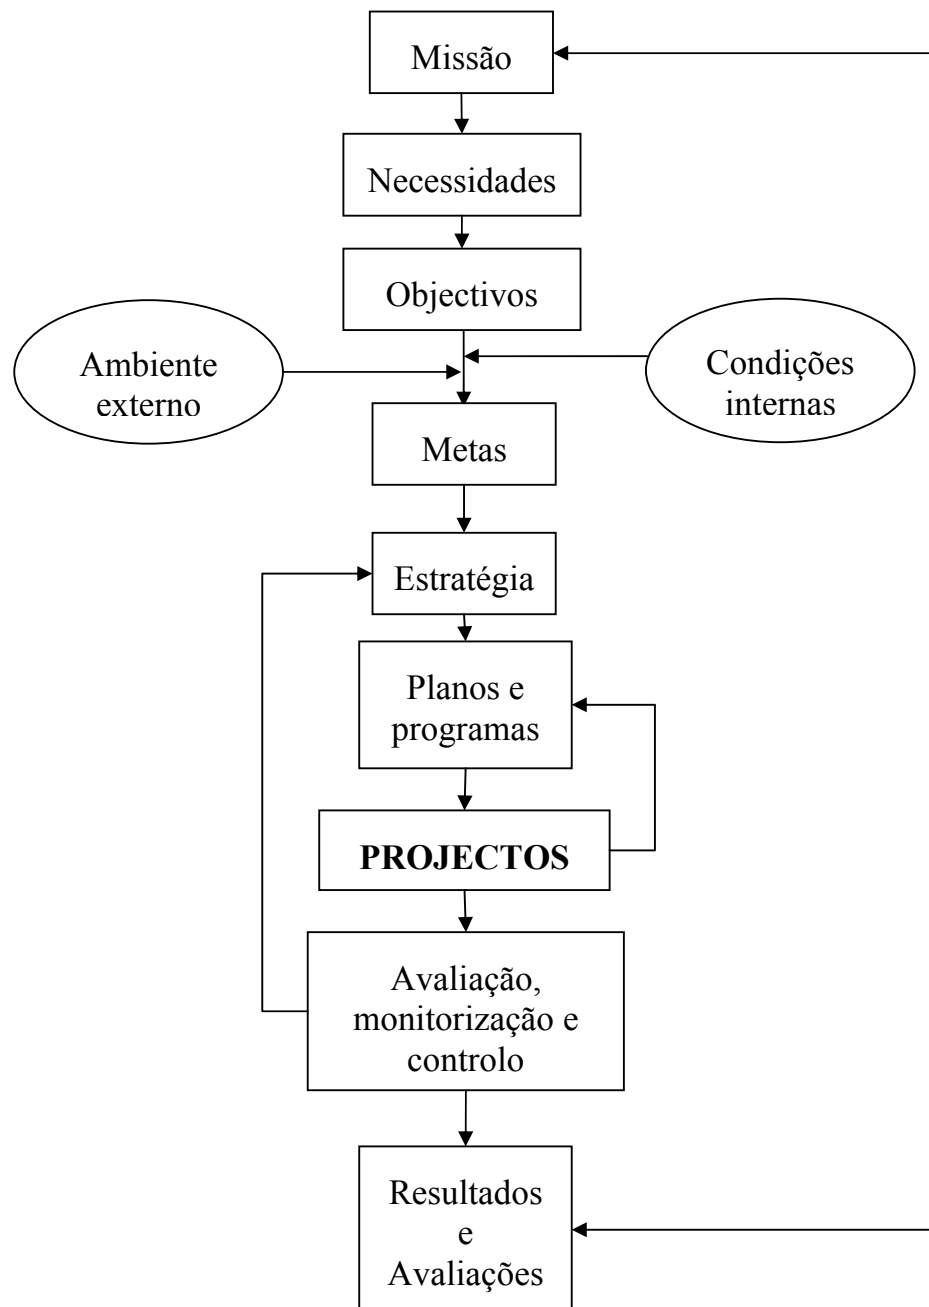 Missão
Necessidades
Objectivos
Ambiente
externo
Condições
internas
Metas
Estratégia
Planos e
programas
PROJECTOS
Avaliação,
monitorização e
controlo
Resultados
e
Avaliações